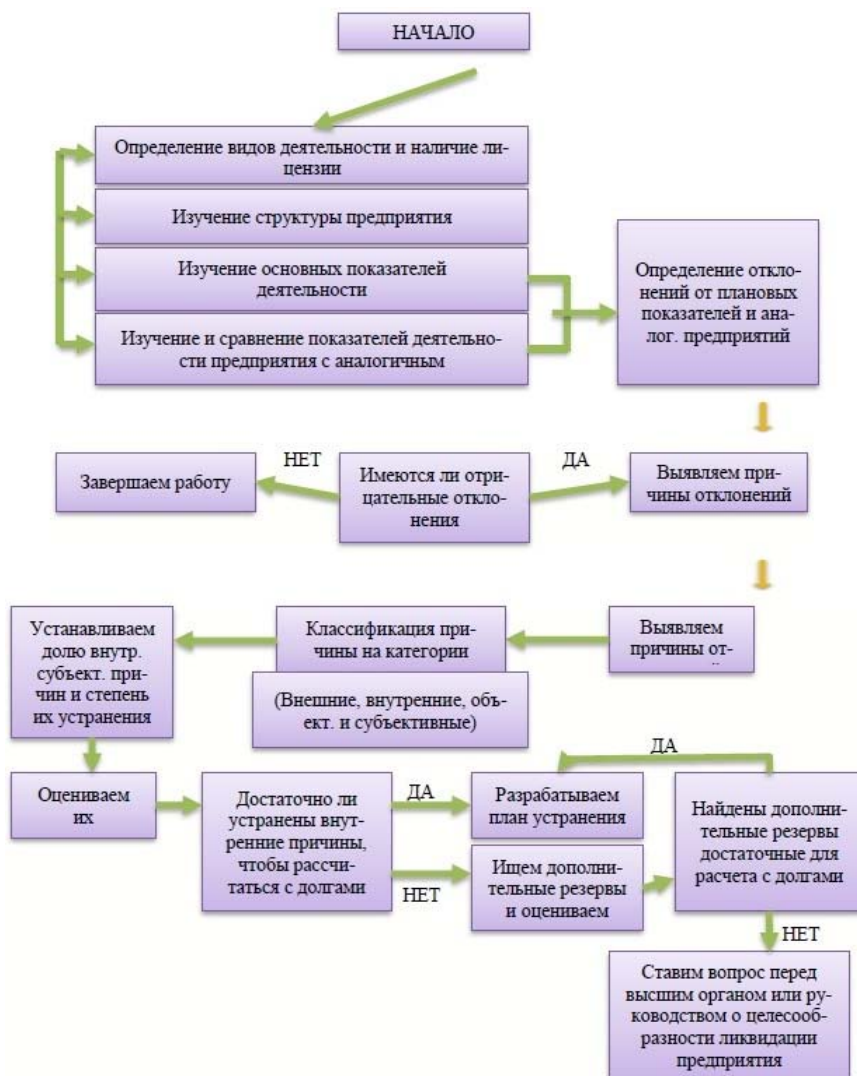 НАЧАЛО
Определение видов деятельности и наличие ли-
цензии
Изучение структуры предприятия
Изучение основных показателей
деятельности
Изучение и сравнение показателей деятельно-
сти предприятия с аналогичным
Определение откло-
нений от плановых
показателей и ана-
лог. предприятий
Завершаем работу
НЕТ
Имеются ли отри-
цательные откло-
нения
ДА
Выявляем при-
чины отклонений
Устанавливаем
долю внутр.
субъект. при-
чин и степень
их устранения
Классификация при-
чины на категории
(Внешние, внутренние, объ-
ект. и субъективные)
Выявляем
причины от-
Оцениваем
их
Достаточно ли
устранены внут-
ренние причины,
чтобы рассчи-
таться с долгами
ДА
НЕТ
Разрабатываем
план устранения
Ищем дополни-
тельные резервы
и оцениваем
ДА
Найдены дополни-
тельные резервы
достаточные для
расчета с долгами
НЕТ
Ставим вопрос перед
высшим органом или ру-
ководством о целесооб-
разности ликвидации
предприятия